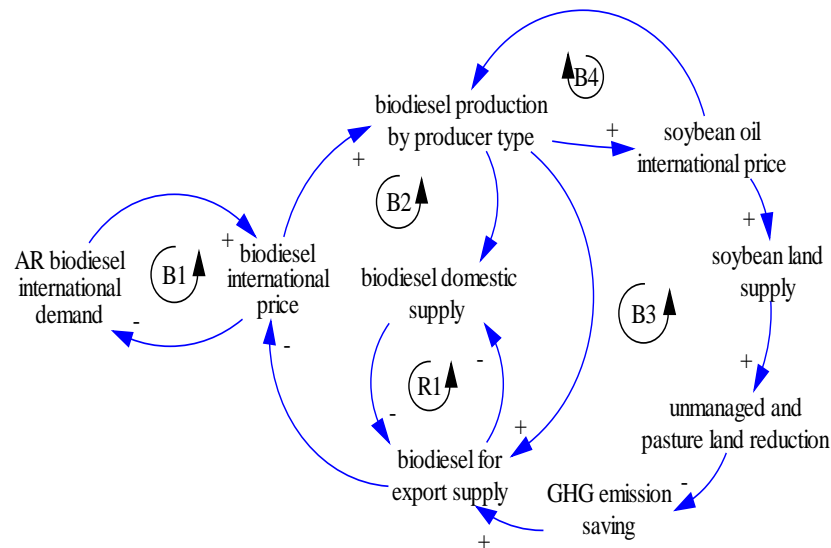 B4
biodiesel production
by producer type
+
+
soybean oil
international price
B2
+
+
AR biodiesel
international
demand
B1
biodiesel
international
price
-
-
biodiesel domestic
supply
soybean land
supply
B3
R1
-
-
+
+
biodiesel for
export supply
unmanaged and
pasture land reduction
-
GHG emission
saving
+